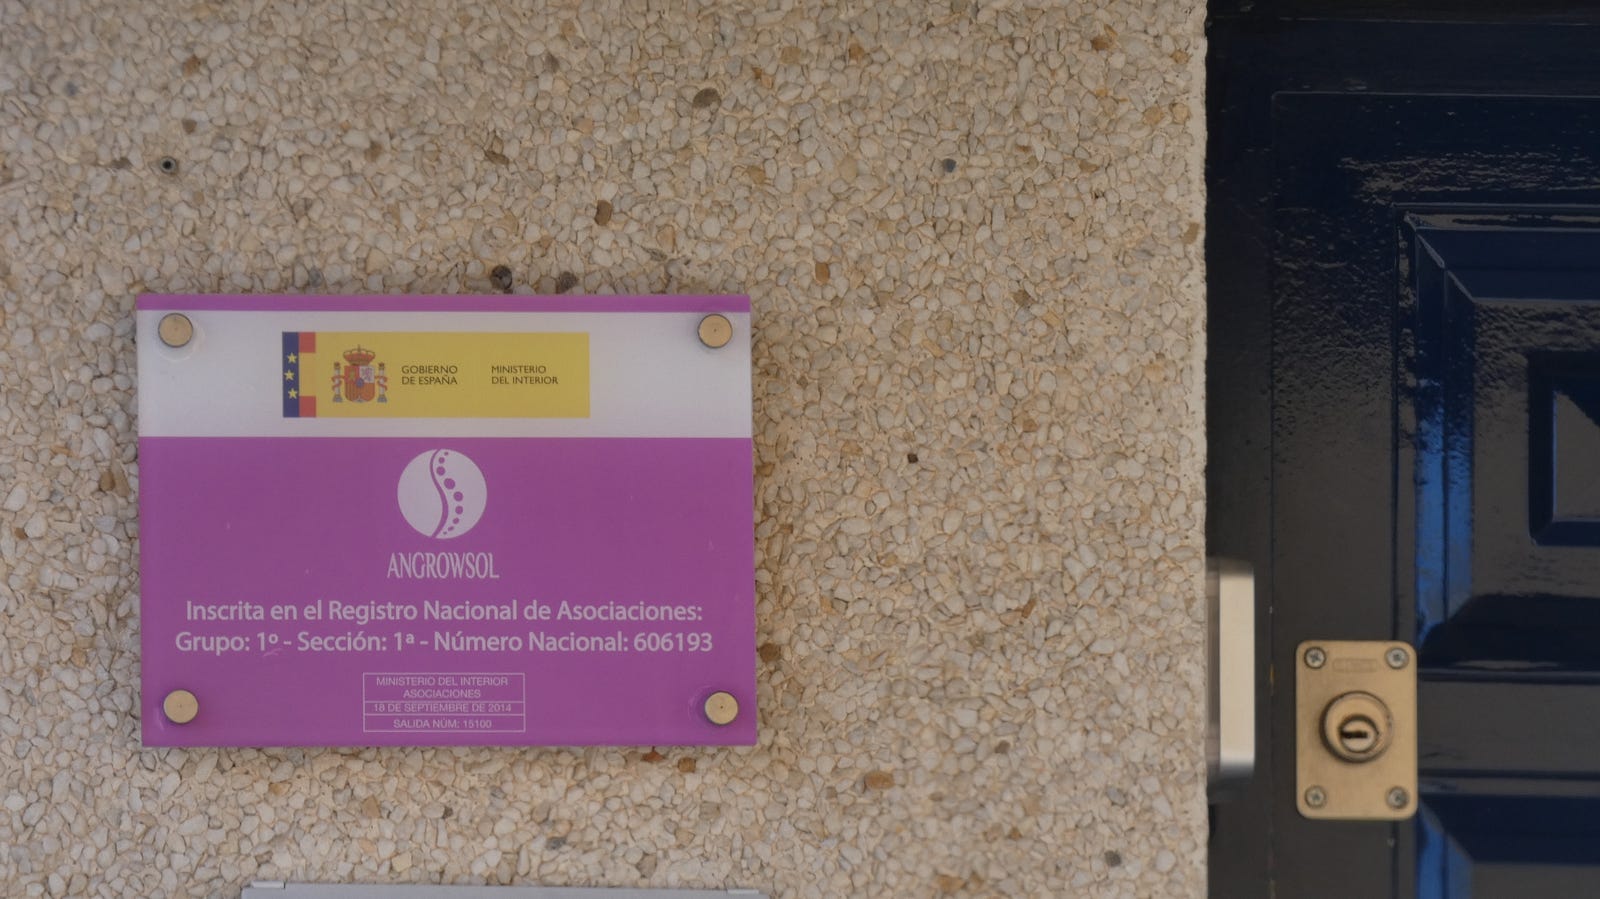 GOBIERNO
DE ESPAÑA
MINISTERIO
DEL INTERIOR
ANGROWSOL
Inscrita en el Registro Nacional de Asociaciones:
Grupo: 1º - Sección: 1ª - Número Nacional: 606193
MINISTERIO DEL INTERIOR
ASOCIACIONES
18 DE SEPTIEMBRE DE 2014
SALIDA NÚM: 15100